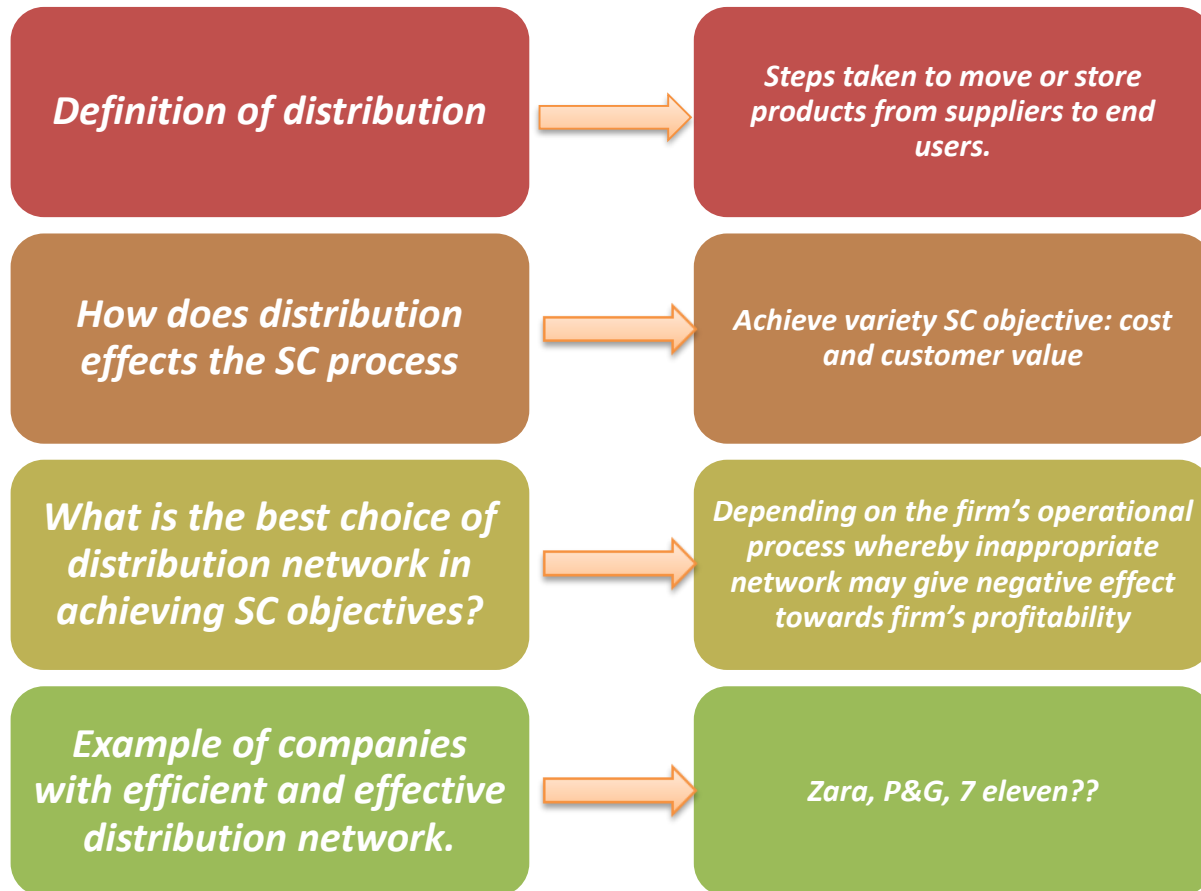 Definition of distribution
Steps taken to move or store
products from suppliers to end
users.
How does distribution
effects the SC process
Achieve variety SC objective: cost
and customer value
What is the best choice of
distribution network in
achieving SC objectives?
Depending on the firm's operational
process whereby inappropriate
network may give negative effect
towards firm's profitability
Example of companies
with efficient and effective
distribution network.
Zara, P&G, 7 eleven??